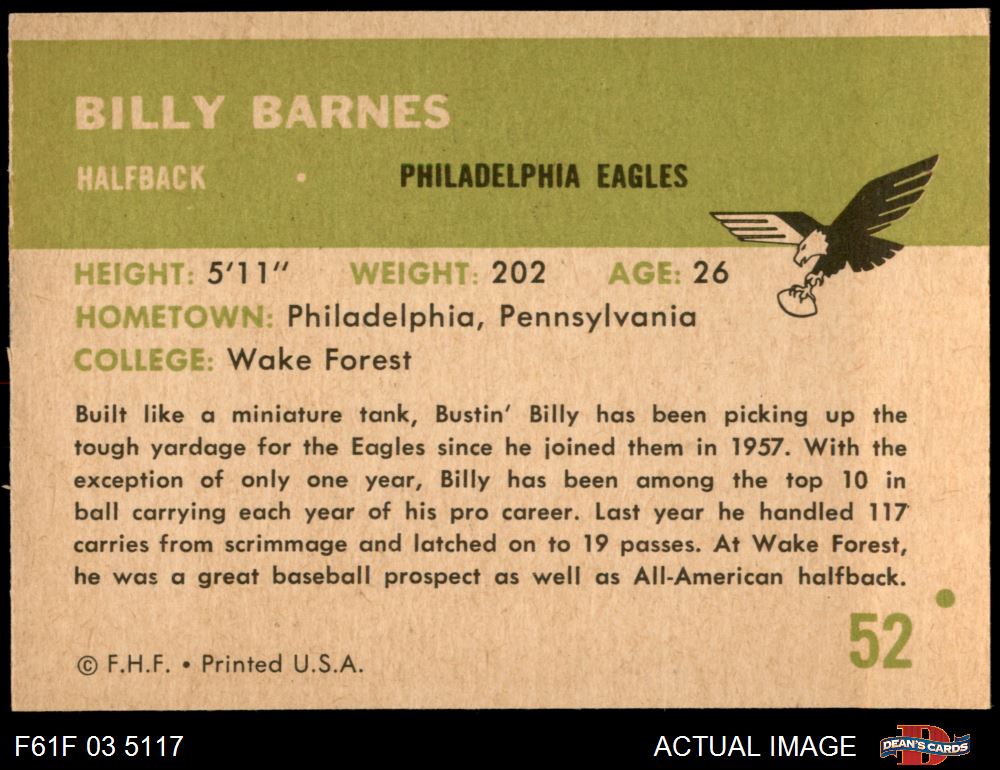 BILLY BARNES
HALFBACK • PHILADELPHIA EAGLES
HEIGHT: 5'11" WEIGHT: 202 AGE: 26
HOMETOWN: Philadelphia, Pennsylvania
COLLEGE: Wake Forest
Built like a miniature tank, Bustin' Billy has been picking up the
tough yardage for the Eagles since he joined them in 1957. With the
exception of only one year, Billy has been among the top 10 in
ball carrying each year of his pro career. Last year he handled 117
carries from scrimmage and latched on to 19 passes. At Wake Forest,
he was a great baseball prospect as well as All-American halfback.
52
© F.H.F. • Printed U.S.A.
F61F 03 5117
ACTUAL IMAGE
DEAN'S CARDS